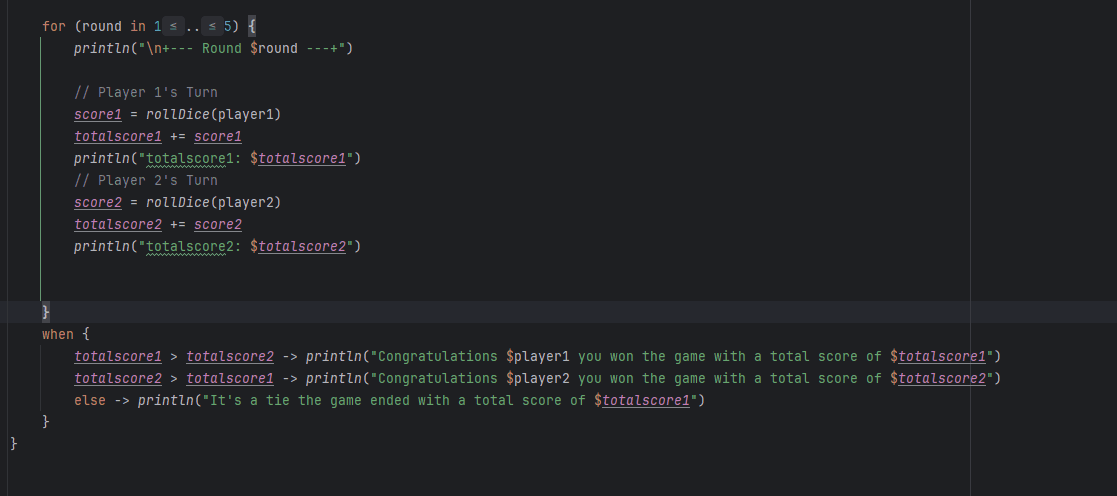 for (round in 1 ≤ .. ≤ 5) {
println("\n+--- Round $round ---+")
// Player 1's Turn
score1 = rollDice(player1)
totalscore1 += score1
println("totalscore1: $totalscore1")
// Player 2's Turn
score2 = rollDice(player2)
totalscore2 += score2
println("totalscore2: $totalscore2")
}
when {
totalscore1 > totalscore2 -> println("Congratulations $player1 you won the game with a total score of $totalscore1")
totalscore2 > totalscore1 -> println("Congratulations $player2 you won the game with a total score of $totalscore2")
else -> println("It's a tie the game ended with a total score of $totalscore1")
}
}